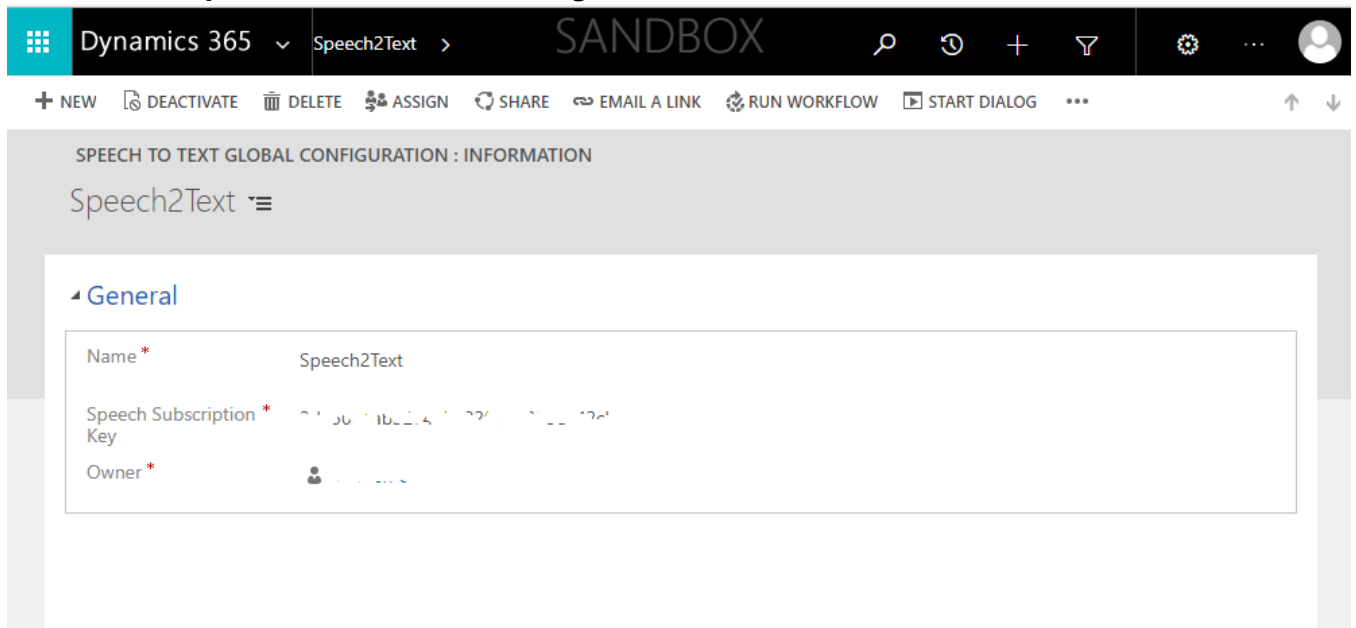 Dynamics 365 Speech2Text > SANDBOX
NEW DEACTIVATE DELETE ASSIGN SHARE EMAIL A LINK RUN WORKFLOW START DIALOG ...
SPEECH TO TEXT GLOBAL CONFIGURATION : INFORMATION
Speech2Text
General
Name * Speech2Text
Speech Subscription *
Key
Owner *